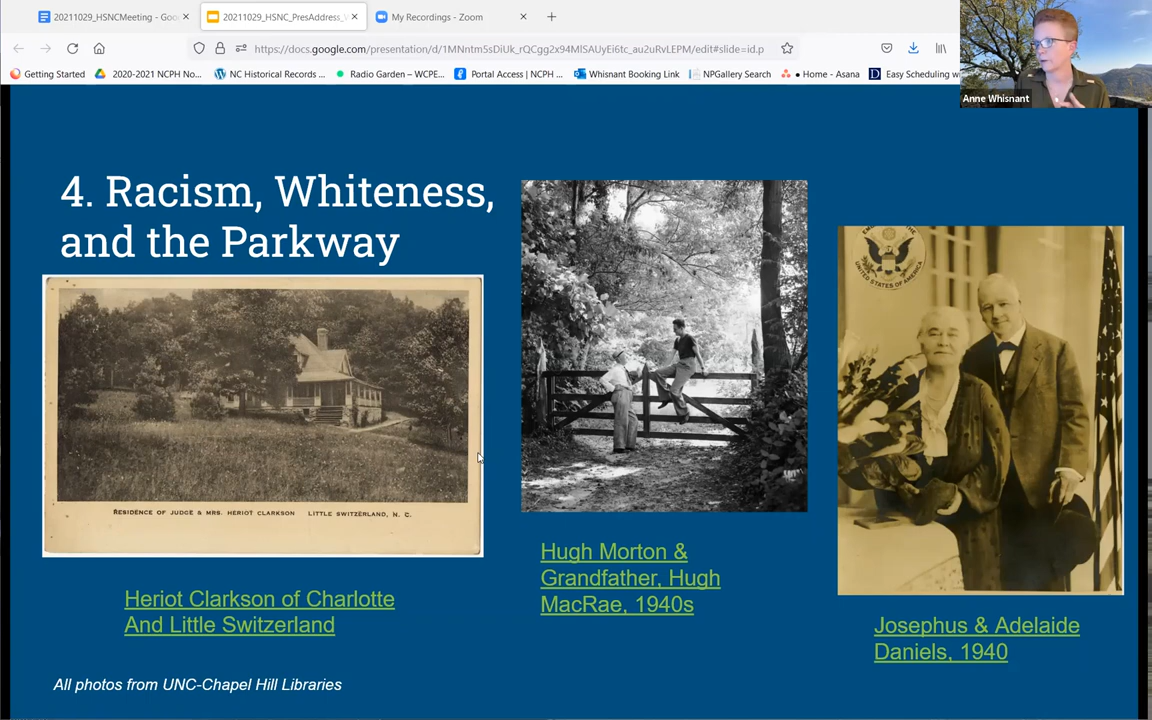 20211029_HSNCMeeting - Goo
20211029_HSNC_PresAddress_
My Recordings - Zoom
https://docs.google.com/presentation/d/1MNntm5sDiUk_rQCgg2x94MlSAUyEi6tc_au2uRvLEPM/edit#slide=id.p
Getting Started
2020-2021 NCPH No...
NC Historical Records ...
Radio Garden – WCPE...
Portal Access | NCPH ...
Whisnant Booking Link
NPGallery Search
• Home - Asana
Easy Scheduling w
Anne Whisnant
4. Racism, Whiteness,
and the Parkway
RESIDENCE OF JUDGE & MRS. HERIOT CLARKSON LITTLE SWITZERLAND, N. C.
UNITED STATES OF AMERICA
Heriot Clarkson of Charlotte
And Little Switzerland
Hugh Morton &
Grandfather, Hugh
MacRae, 1940s
Josephus & Adelaide
Daniels, 1940
All photos from UNC-Chapel Hill Libraries